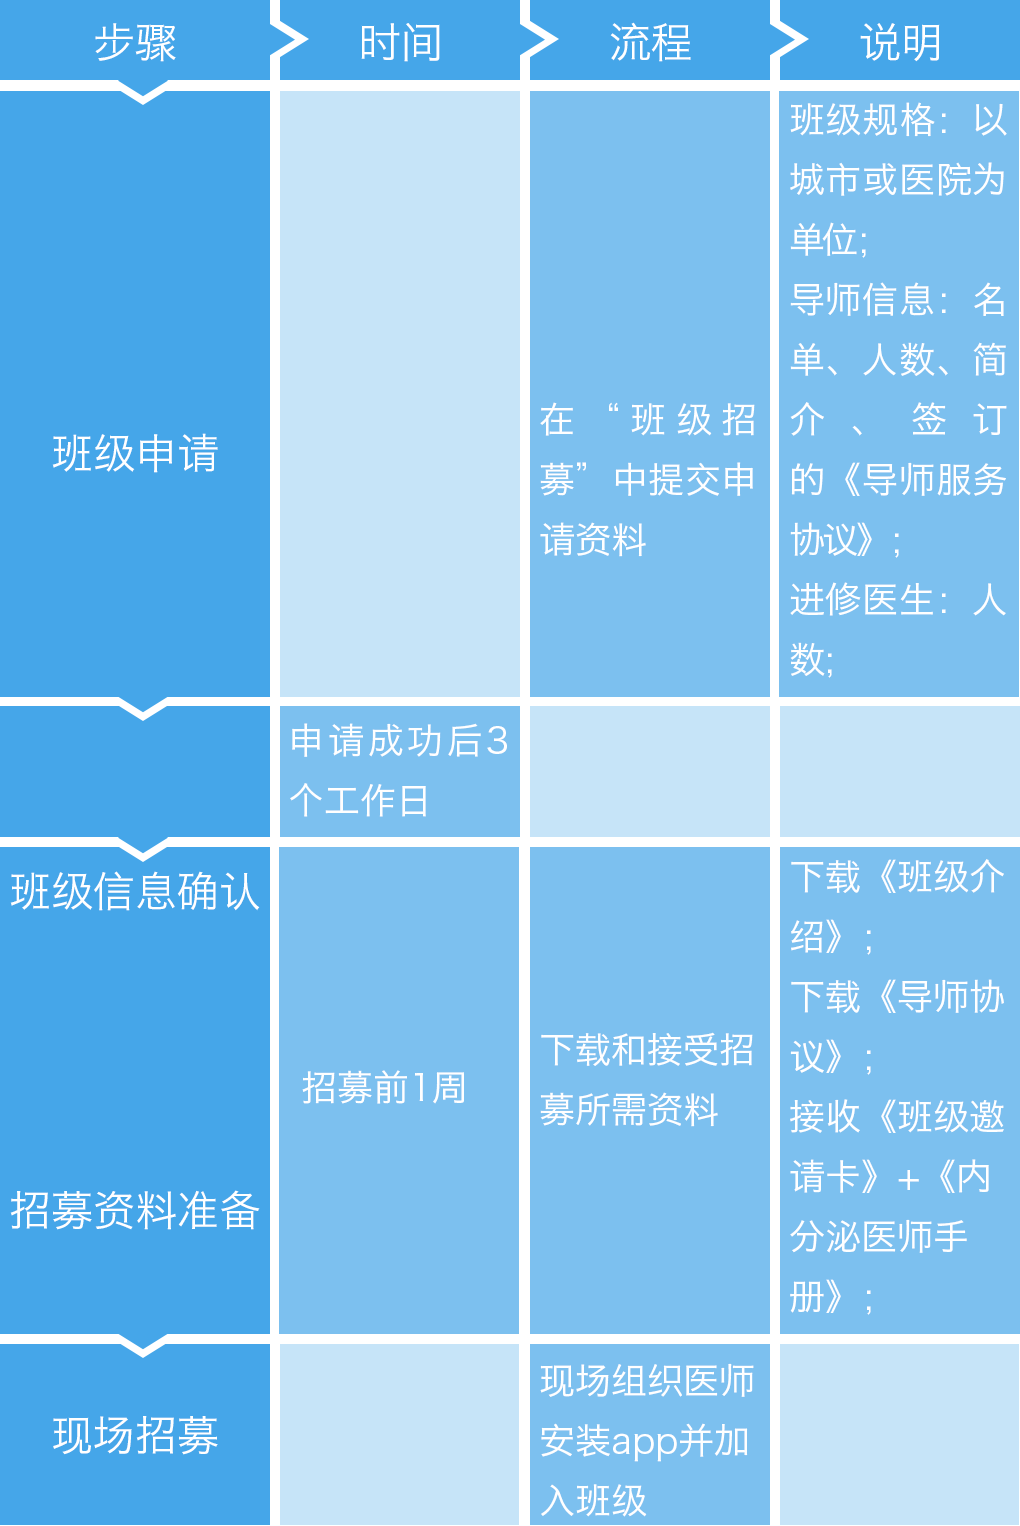 步骤
时间
流程
说明
班级申请
在“班级招
募”中提交申
请资料
班级规格：以
城市或医院为
单位;
导师信息：名
单、人数、简
介、签订
的《导师服务
协议》;
进修医生：人
数;
申请成功后3
个工作日
班级信息确认
招募资料准备
招募前1周
下载和接受招
募所需资料
下载《班级介
绍》;
下载《导师协
议》;
接收《班级邀
请卡》+《内
分泌医师手
册》;
现场招募
现场组织医师
安装app并加
入班级